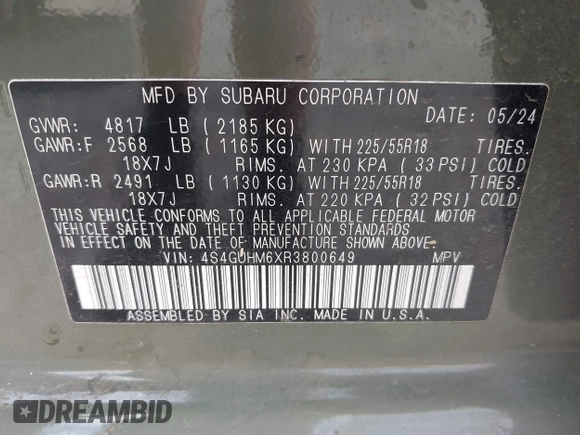 MFD BY SUBARU CORPORATION
DATE: 05/24
GVWR: 4817 LB ( 2185 KG)
GAWR:F 2568 LB ( 1165 KG) WITH 225/55R18 TIRES.
18X7J RIMS. AT 230 KPA ( 33 PSI) COLD
GAWR:R 2491 LB ( 1130 KG) WITH 225/55R18 TIRES.
18X7J RIMS. AT 220 KPA ( 32 PSI) COLD
THIS VEHICLE CONFORMS TO ALL APPLICABLE FEDERAL MOTOR
VEHICLE SAFETY AND THEFT PREVENTION STANDARDS
IN EFFECT ON THE DATE OF MANUFACTURE SHOWN ABOVE.
VIN: 4S4GUHM6XR3800649 MPV
ASSEMBLED BY SIA INC. MADE IN U.S.A.
DREAMBID